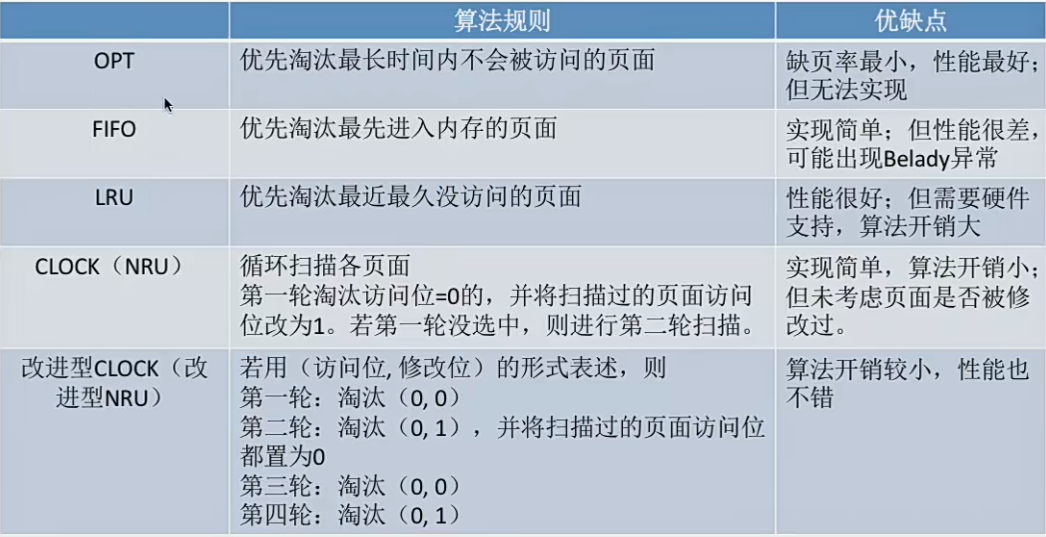 算法规则 优缺点
OPT 优先淘汰最长时间内不会被访问的页面 缺页率最小，性能最好；
但无法实现
FIFO 优先淘汰最先进入内存的页面 实现简单；但性能很差，
可能出现Belady异常
LRU 优先淘汰最近最久没访问的页面 性能很好；但需要硬件
支持，算法开销大
CLOCK（NRU） 循环扫描各页面 实现简单，算法开销小；
第一轮淘汰访问位=0的，并将扫描过的页面访问 但未考虑页面是否被修
位改为1。若第一轮没选中，则进行第二轮扫描。 改过。
改进型CLOCK（改 若用（访问位, 修改位）的形式表述，则 算法开销较小，性能也
进型NRU） 第一轮：淘汰（0, 0） 不错
第二轮：淘汰（0, 1），并将扫描过的页面访问位
都置为0
第三轮：淘汰（0, 0）
第四轮：淘汰（0, 1）